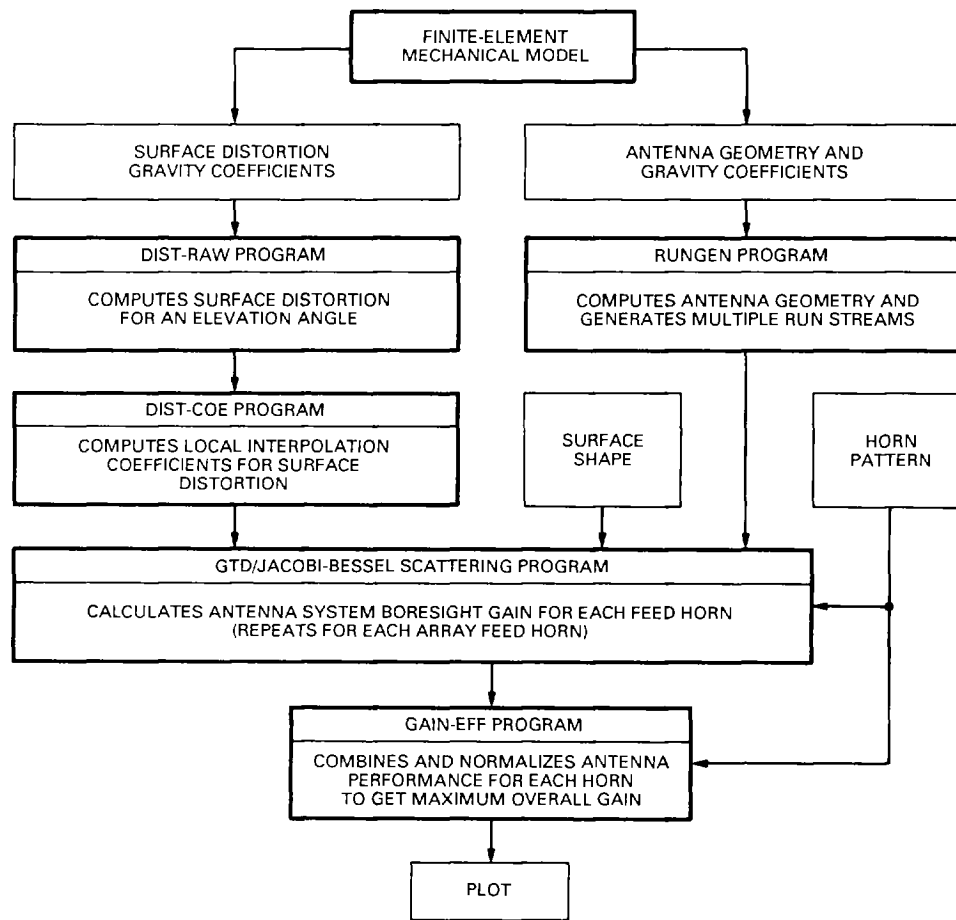 FINITE-ELEMENT
MECHANICAL MODEL
SURFACE DISTORTION
GRAVITY COEFFICIENTS
ANTENNA GEOMETRY AND
GRAVITY COEFFICIENTS
DIST-RAW PROGRAM
COMPUTES SURFACE DISTORTION
FOR AN ELEVATION ANGLE
RUNGEN PROGRAM
COMPUTES ANTENNA GEOMETRY AND
GENERATES MULTIPLE RUN STREAMS
DIST-COE PROGRAM
COMPUTES LOCAL INTERPOLATION
COEFFICIENTS FOR SURFACE
DISTORTION
SURFACE
SHAPE
HORN
PATTERN
GTD/JACOBI-BESSEL SCATTERING PROGRAM
CALCULATES ANTENNA SYSTEM BORESIGHT GAIN FOR EACH FEED HORN
(REPEATS FOR EACH ARRAY FEED HORN)
GAIN-EFF PROGRAM
COMBINES AND NORMALIZES ANTENNA
PERFORMANCE FOR EACH HORN
TO GET MAXIMUM OVERALL GAIN
PLOT